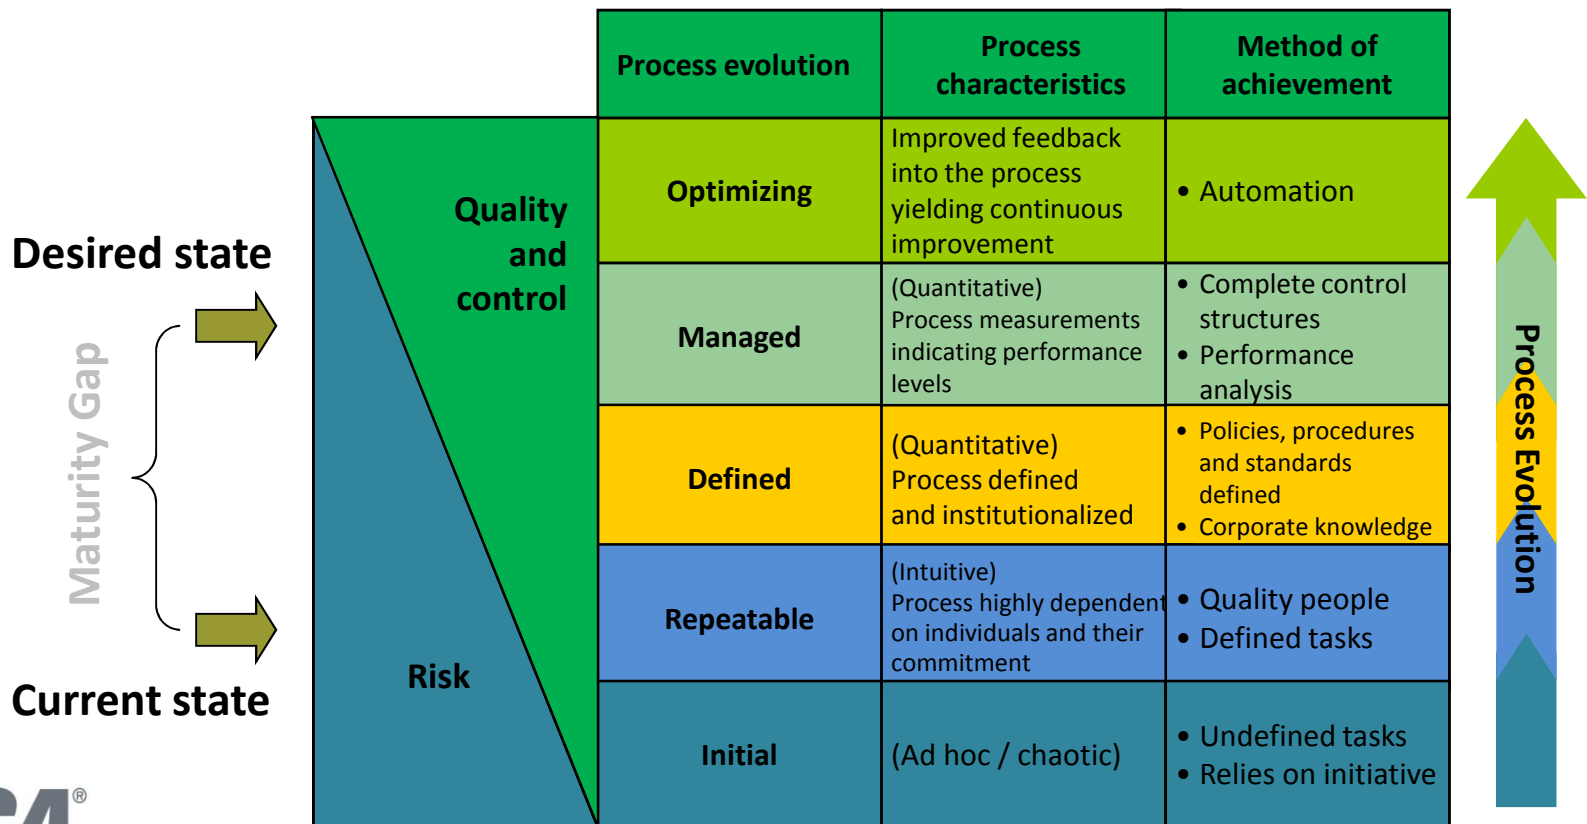 Process evolution
Process
characteristics
Method of
achievement
Quality
and
control
Risk
Optimizing
Improved feedback
into the process
yielding continuous
improvement
• Automation
Managed
(Quantitative)
Process measurements
indicating performance
levels
• Complete control
structures
• Performance
analysis
Defined
(Quantitative)
Process defined
and institutionalized
• Policies, procedures
and standards
defined
• Corporate knowledge
Repeatable
(Intuitive)
Process highly dependent
on individuals and their
commitment
• Quality people
• Defined tasks
Initial
(Ad hoc / chaotic)
• Undefined tasks
• Relies on initiative
Desired state
Maturity Gap
Current state
Process Evolution